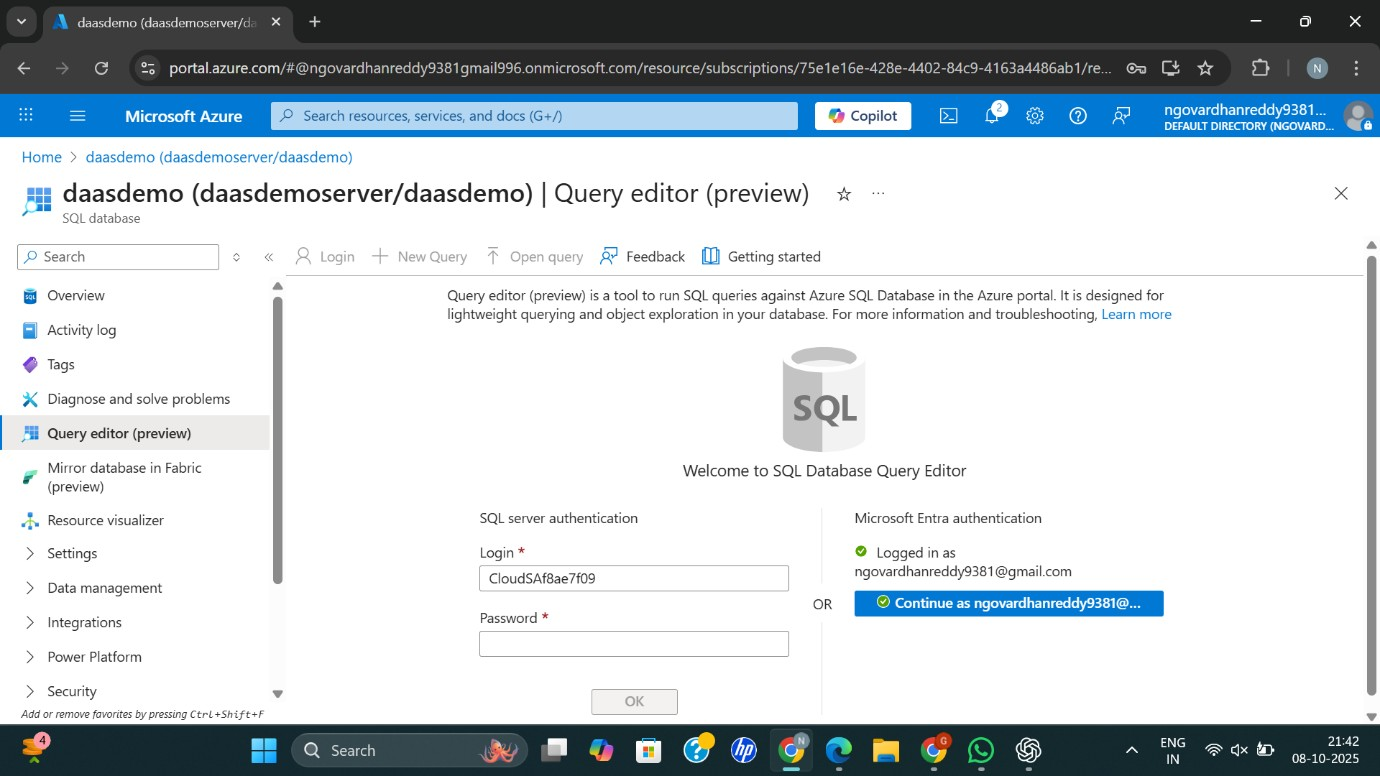 daasdemo (daasdemoserver/da
portal.azure.com/#@ngovardhanreddy9381gmail996.onmicrosoft.com/resource/subscriptions/75e1e16e-428e-4402-84c9-4163a4486ab1/re...
N
Microsoft Azure
Search resources, services, and docs (G+/)
Copilot
2
ngovardhanreddy9381...
DEFAULT DIRECTORY (NGOVARD...
Home > daasdemo (daasdemoserver/daasdemo)
daasdemo (daasdemoserver/daasdemo) | Query editor (preview)
SQL database
Search
Login
New Query
Open query
Feedback
Getting started
Overview
Activity log
Tags
Diagnose and solve problems
Query editor (preview)
Mirror database in Fabric
(preview)
Resource visualizer
Settings
Data management
Integrations
Power Platform
Security
Add or remove favorites by pressing Ctrl+Shift+F
Query editor (preview) is a tool to run SQL queries against Azure SQL Database in the Azure portal. It is designed for
lightweight querying and object exploration in your database. For more information and troubleshooting, Learn more
SQL
Welcome to SQL Database Query Editor
SQL server authentication
Login *
CloudSAf8ae7f09
Password *
OK
OR
Microsoft Entra authentication
Logged in as
ngovardhanreddy9381@gmail.com
Continue as ngovardhanreddy9381@...
4
Search
N
G
ENG
IN
21:42
08-10-2025